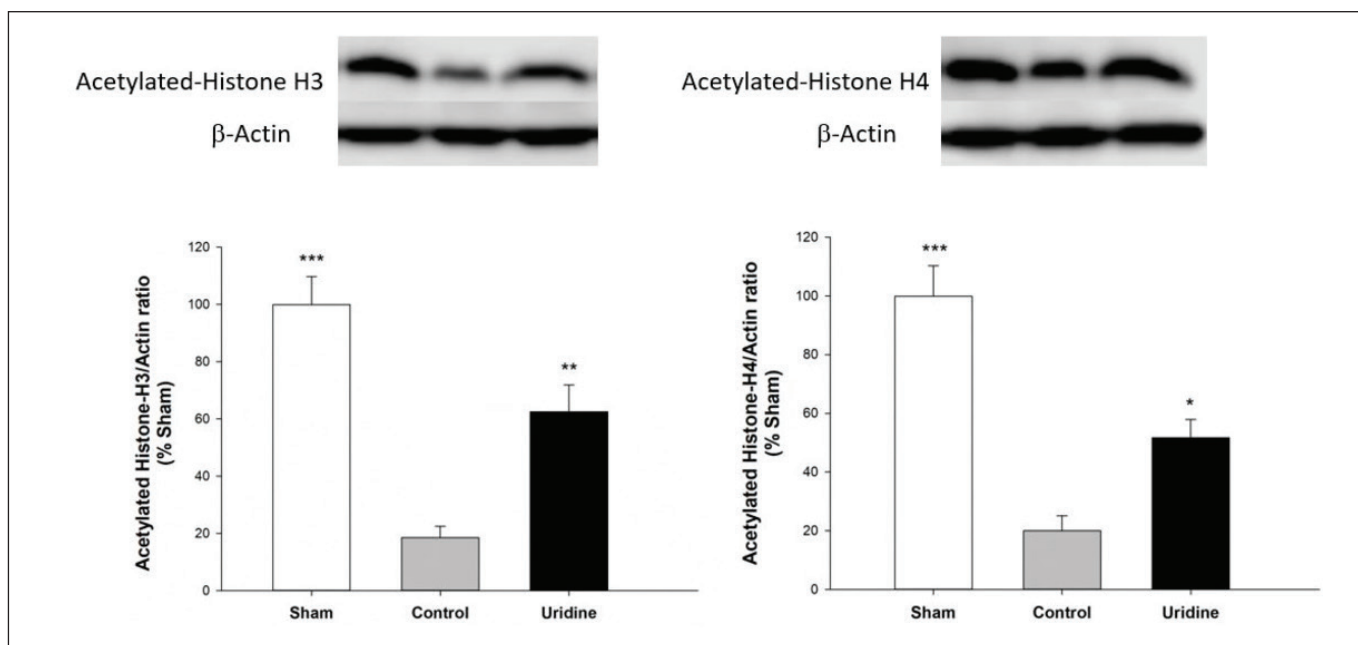 Acetylated-Histone H3
β-Actin
Acetylated-Histone H4
β-Actin
Acetylated Histone-H3/Actin ratio
(% Sham)
120
100
80
60
40
20
0
***
**
Sham
Control
Uridine
Acetylated Histone-H4/Actin ratio
(% Sham)
120
100
80
60
40
20
0
***
*
Sham
Control
Uridine